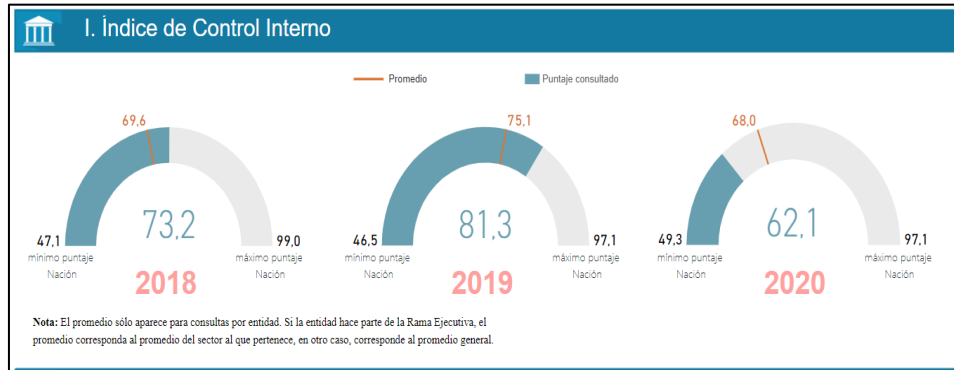 I. Índice de Control Interno
Promedio
Puntaje consultado
69,6
73,2
47,1
mínimo puntaje
Nación
99,0
máximo puntaje
Nación
2018
75,1
81,3
46,5
mínimo puntaje
Nación
97,1
máximo puntaje
Nación
2019
68,0
62,1
49,3
mínimo puntaje
Nación
97,1
máximo puntaje
Nación
2020
Nota: El promedio sólo aparece para consultas por entidad. Si la entidad hace parte de la Rama Ejecutiva, el
promedio corresponda al promedio del sector al que pertenece, en otro caso, corresponde al promedio general.